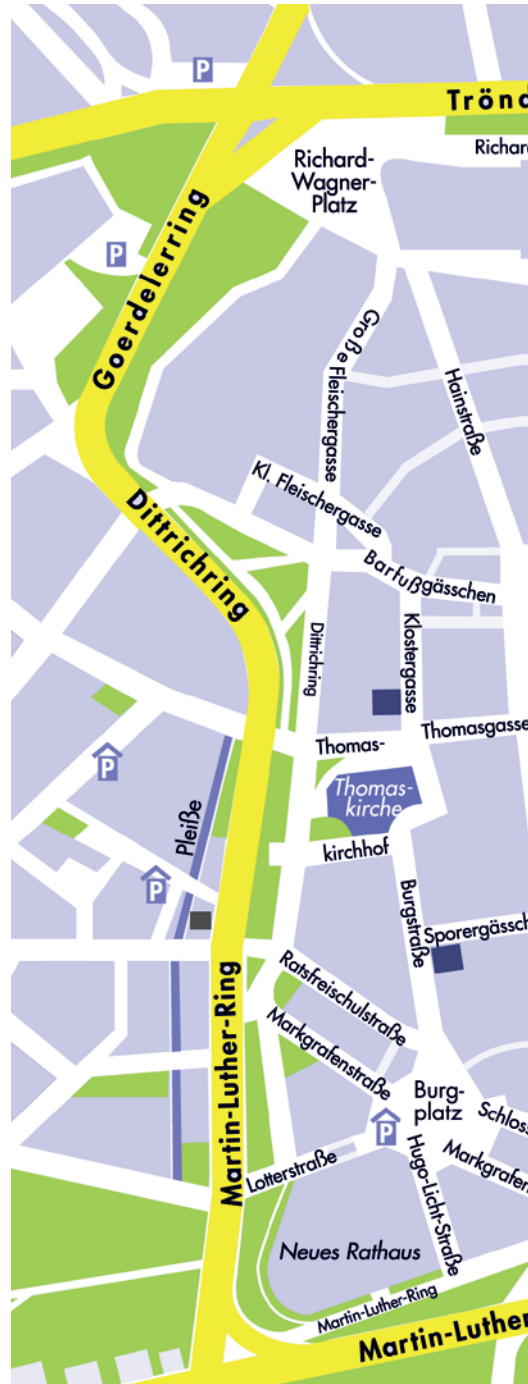 P
Trönd
Richard
Richard-
Wagner-
Platz
P
Goerdelerring
Große Fleischergasse
Hainstraße
Kl. Fleischergasse
Dittrichring
Barfußgässchen
Dittrichring
Klostergasse
Thomas-
Thomasgasse
P
Thomas-
kirche
Pleiße
kirchhof
P
Burgstraße
Sporergässch
Ratsfreischulstraße
Martin-Luther-Ring
Markgrafenstraße
Burg-
platz
Schloss
P
Lotterstraße
Hugo-Licht-Straße
Markgrafen
Neues Rathaus
Martin-Luther-Ring
Martin-Luther